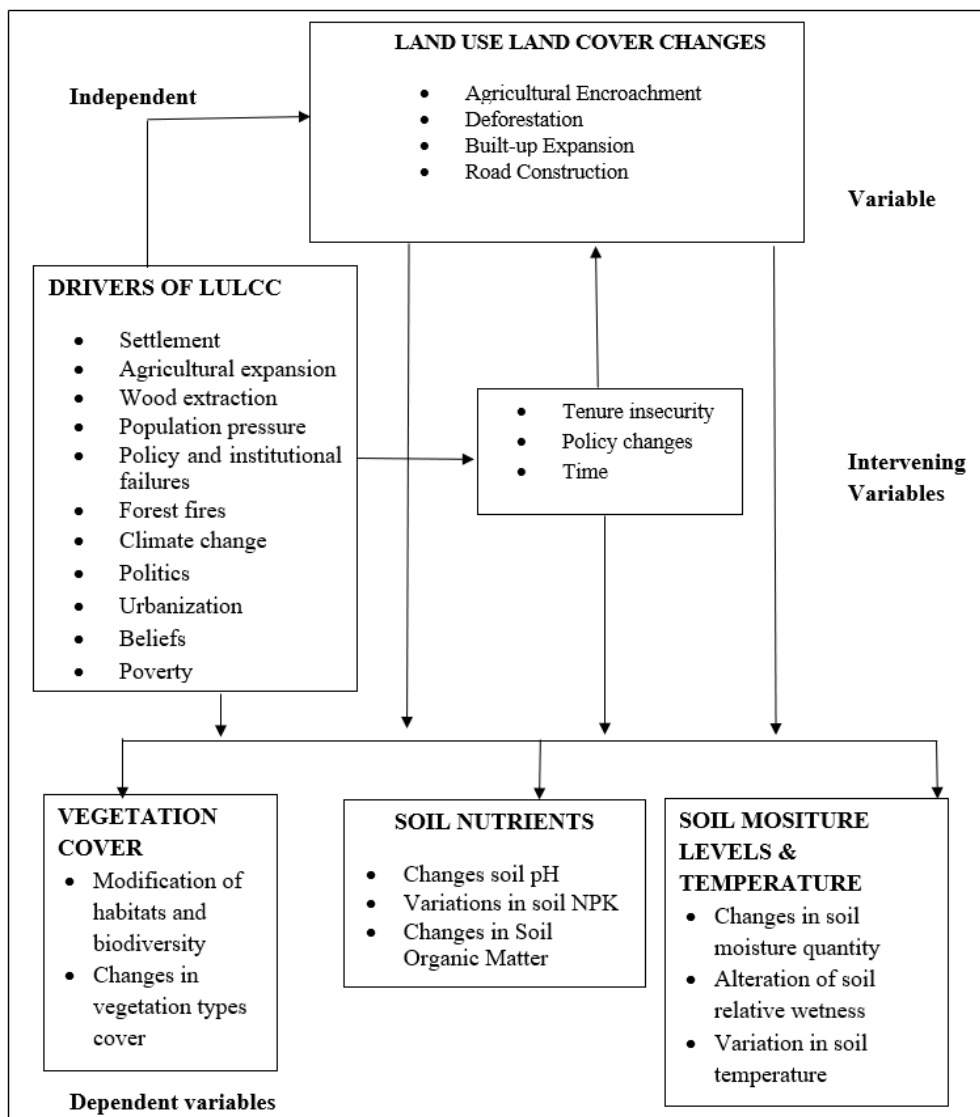 LAND USE LAND COVER CHANGES
Independent
• Agricultural Encroachment
• Deforestation
• Built-up Expansion
• Road Construction
Variable
DRIVERS OF LULCC
• Settlement
• Agricultural expansion
• Wood extraction
• Population pressure
• Policy and institutional
failures
• Forest fires
• Climate change
• Politics
• Urbanization
• Beliefs
• Poverty
• Tenure insecurity
• Policy changes
• Time
Intervening
Variables
VEGETATION
COVER
• Modification of
habitats and
biodiversity
• Changes in
vegetation types
cover
SOIL NUTRIENTS
• Changes soil pH
• Variations in soil NPK
• Changes in Soil
Organic Matter
SOIL MOSITURE
LEVELS &
TEMPERATURE
• Changes in soil
moisture quantity
• Alteration of soil
relative wetness
• Variation in soil
temperature
Dependent variables